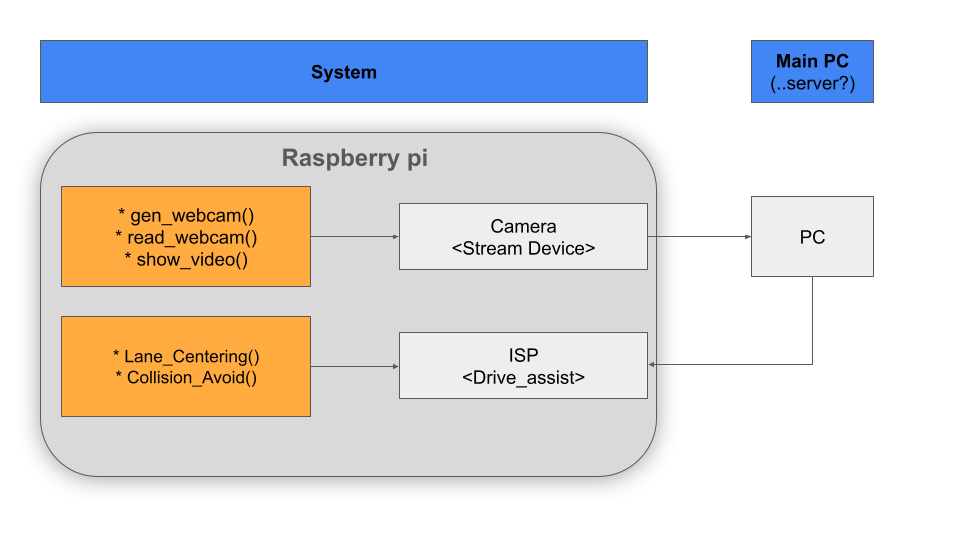 System
Main PC
(..server?)
Raspberry pi
* gen_webcam()
* read_webcam()
* show_video()
Camera
<Stream Device>
PC
* Lane_Centering()
* Collision_Avoid()
ISP
<Drive_assist>